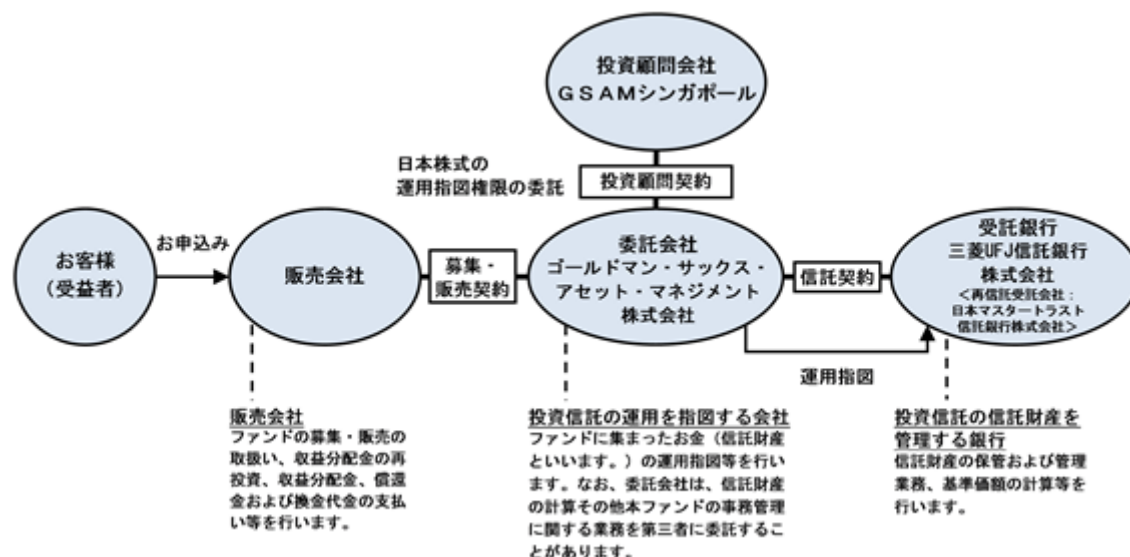 投資顧問会社
GSAMシンガポール
日本株式の
運用指図権限の委託
投資顧問契約
お客様
(受益者)
お申込み
販売会社
募集・
販売契約
委託会社
ゴールドマン・サックス・
アセット・マネジメント
株式会社
信託契約
受託銀行
三菱UFJ信託銀行
株式会社
<再信託受託会社:
日本マスタートラスト
信託銀行株式会社>
運用指図
販売会社
ファンドの募集・販売の
取扱い、収益分配金の再
投資、収益分配金、償還
金および換金代金の支払
い等を行います。
投資信託の運用を指図する会社
ファンドに集まったお金(信託財産
といいます。)の運用指図等を行い
ます。なお、委託会社は、信託財産
の計算その他本ファンドの事務管理
に関する業務を第三者に委託するこ
とがあります。
投資信託の信託財産を
管理する銀行
信託財産の保管および管理
業務、基準価額の計算等を
行います。